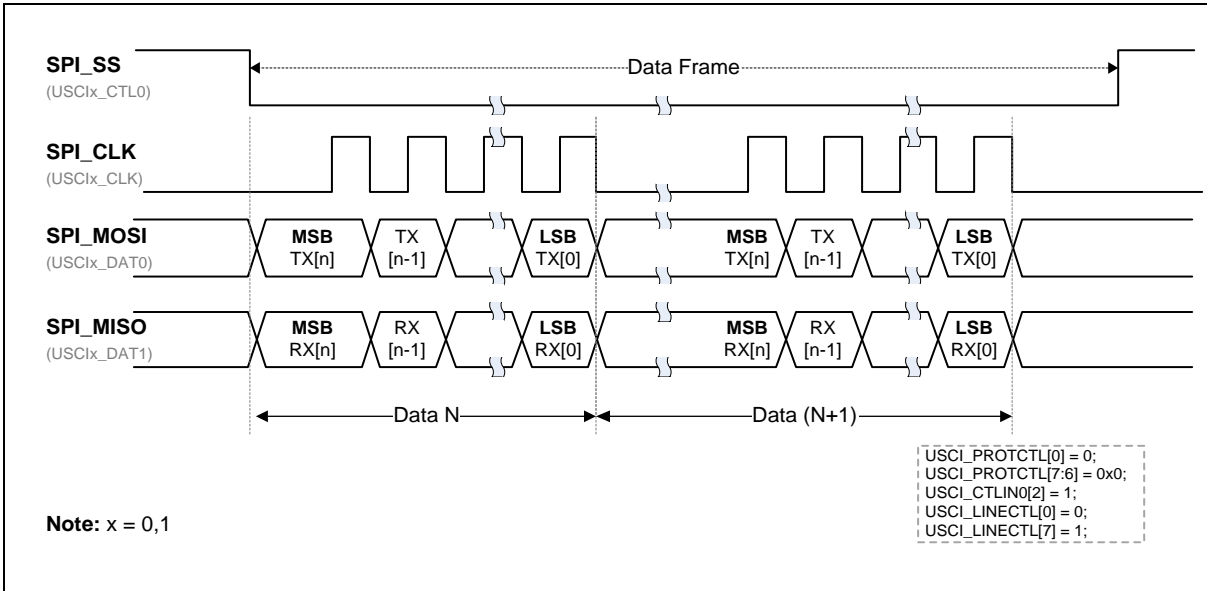 SPI_SS
(USCIx_CTL0)
Data Frame
SPI_CLK
(USCIx_CLK)
SPI_MOSI
(USCIx_DAT0)
MSB
TX[n]
TX
[n-1]
LSB
TX[0]
MSB
TX[n]
TX
[n-1]
LSB
TX[0]
SPI_MISO
(USCIx_DAT1)
MSB
RX[n]
RX
[n-1]
LSB
RX[0]
MSB
RX[n]
RX
[n-1]
LSB
RX[0]
Data N
Data (N+1)
USCI_PROTCTL[0] = 0;
USCI_PROTCTL[7:6] = 0x0;
USCI_CTLIN0[2] = 1;
USCI_LINECTL[0] = 0;
USCI_LINECTL[7] = 1;
Note: x = 0,1